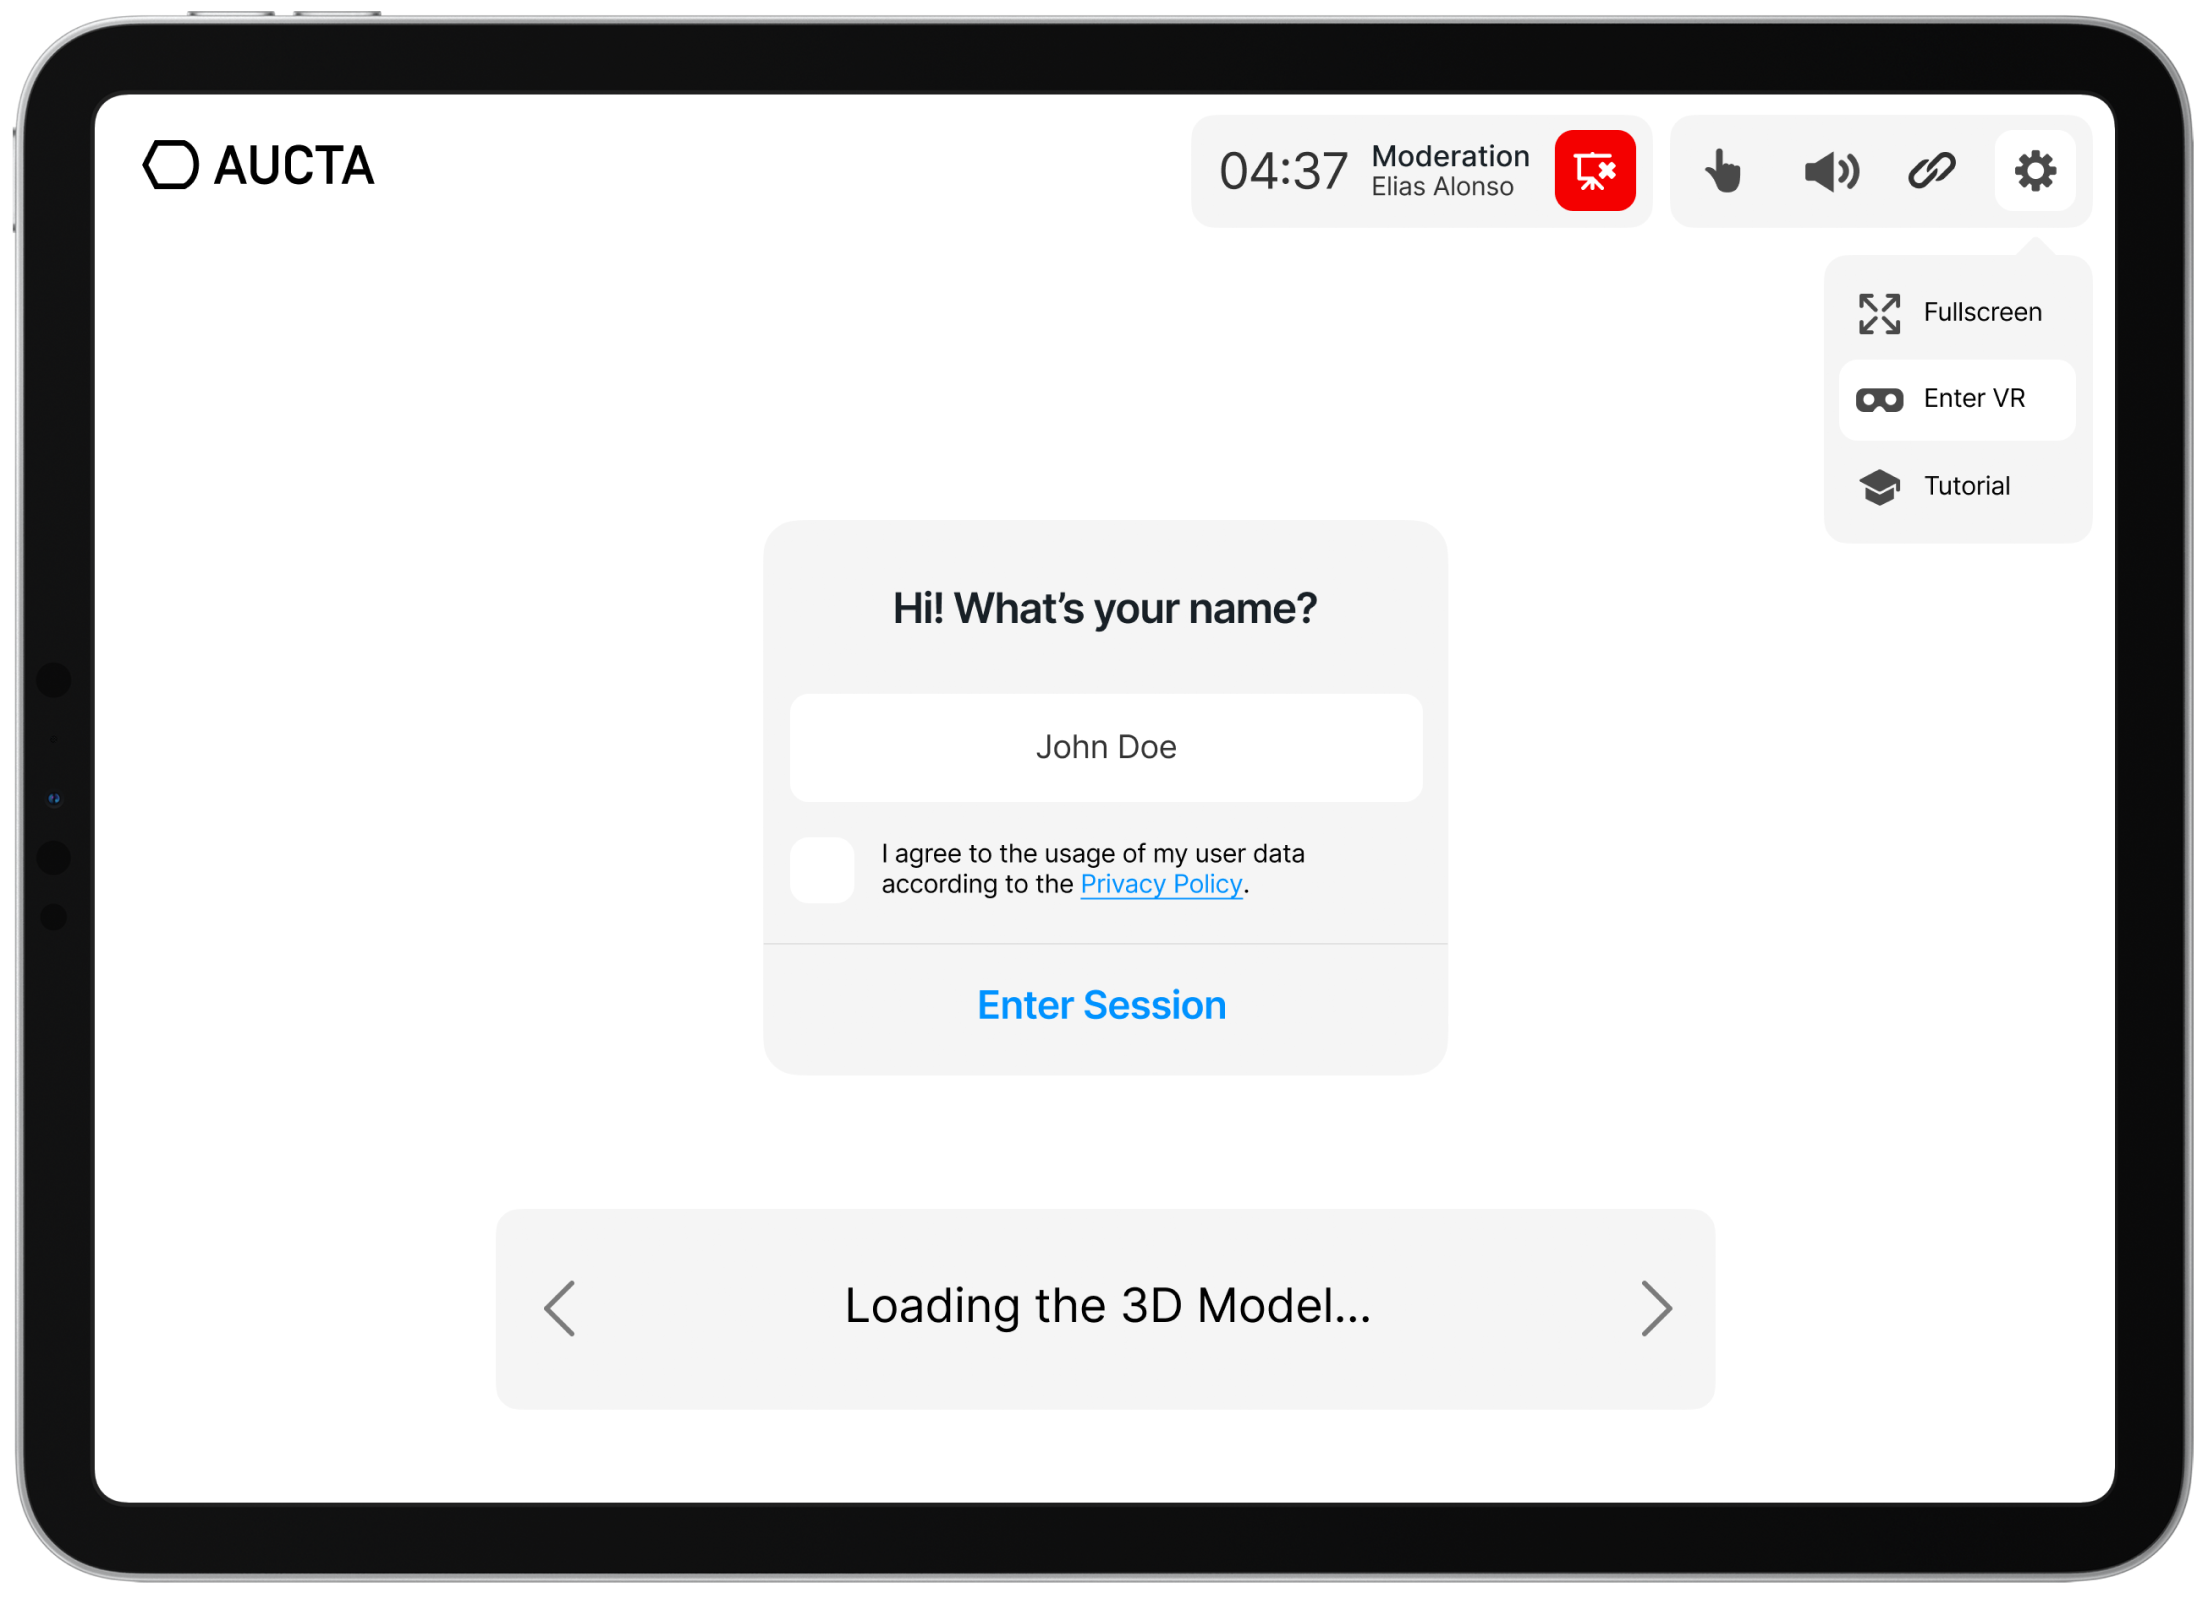 AUCTA
04:37
Moderation
Elias Alonso
Fullscreen
Enter VR
Tutorial
Hi! What’s your name?
John Doe
I agree to the usage of my user data
according to the Privacy Policy.
Enter Session
Loading the 3D Model...